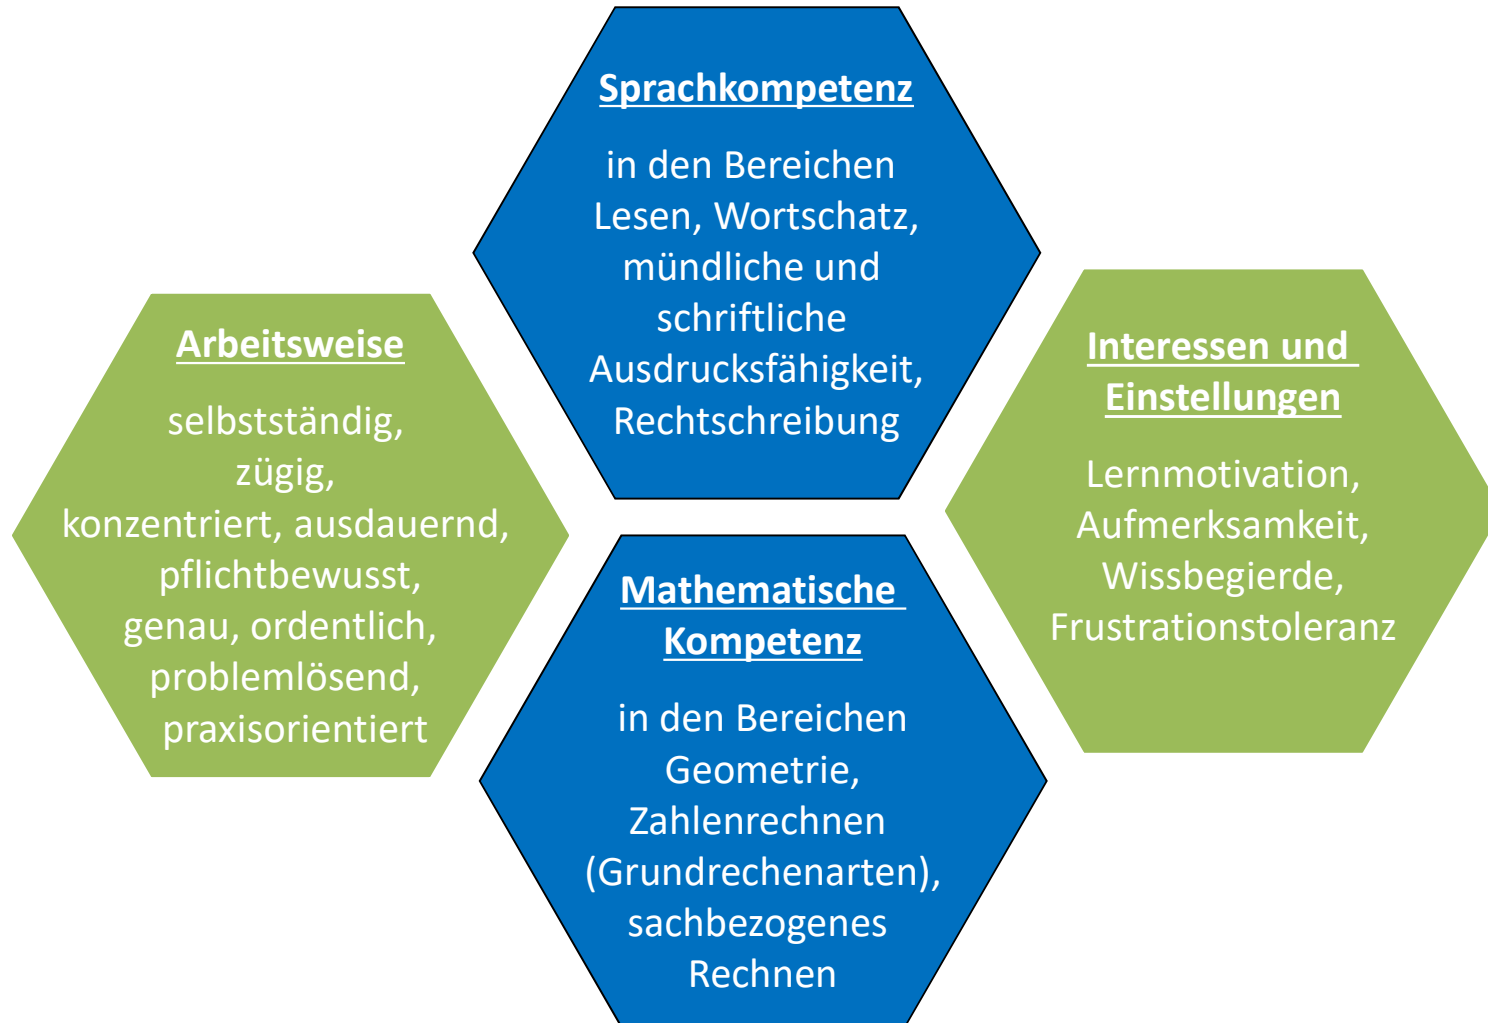 Sprachkompetenz
in den Bereichen
Lesen, Wortschatz,
mündliche und
schriftliche
Ausdrucksfähigkeit,
Rechtschreibung
Arbeitsweise
selbstständig,
zügig,
konzentriert, ausdauernd,
pflichtbewusst,
genau, ordentlich,
problemlösend,
praxisorientiert
Interessen und
Einstellungen
Lernmotivation,
Aufmerksamkeit,
Wissbegierde,
Frustrationstoleranz
Mathematische
Kompetenz
in den Bereichen
Geometrie,
Zahlenrechnen
(Grundrechenarten),
sachbezogenes
Rechnen